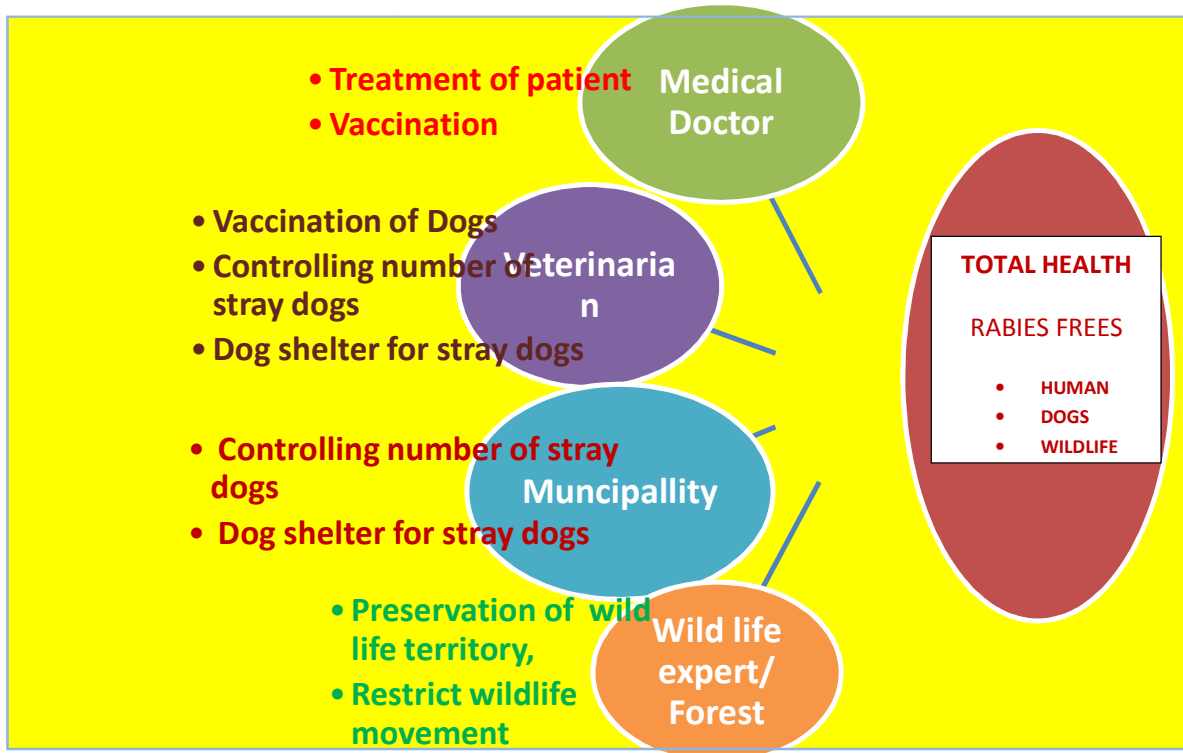 • Treatment of patient
• Vaccination
Medical
Doctor
• Vaccination of Dogs
• Controlling number of
stray dogs
• Dog shelter for stray dogs
Veterinaria
n
• Controlling number of stray
dogs
• Dog shelter for stray dogs
Muncipallity
• Preservation of wild
life territory,
• Restrict wildlife
movement
Wild life
expert/
Forest
TOTAL HEALTH
RABIES FREES
• HUMAN
• DOGS
• WILDLIFE